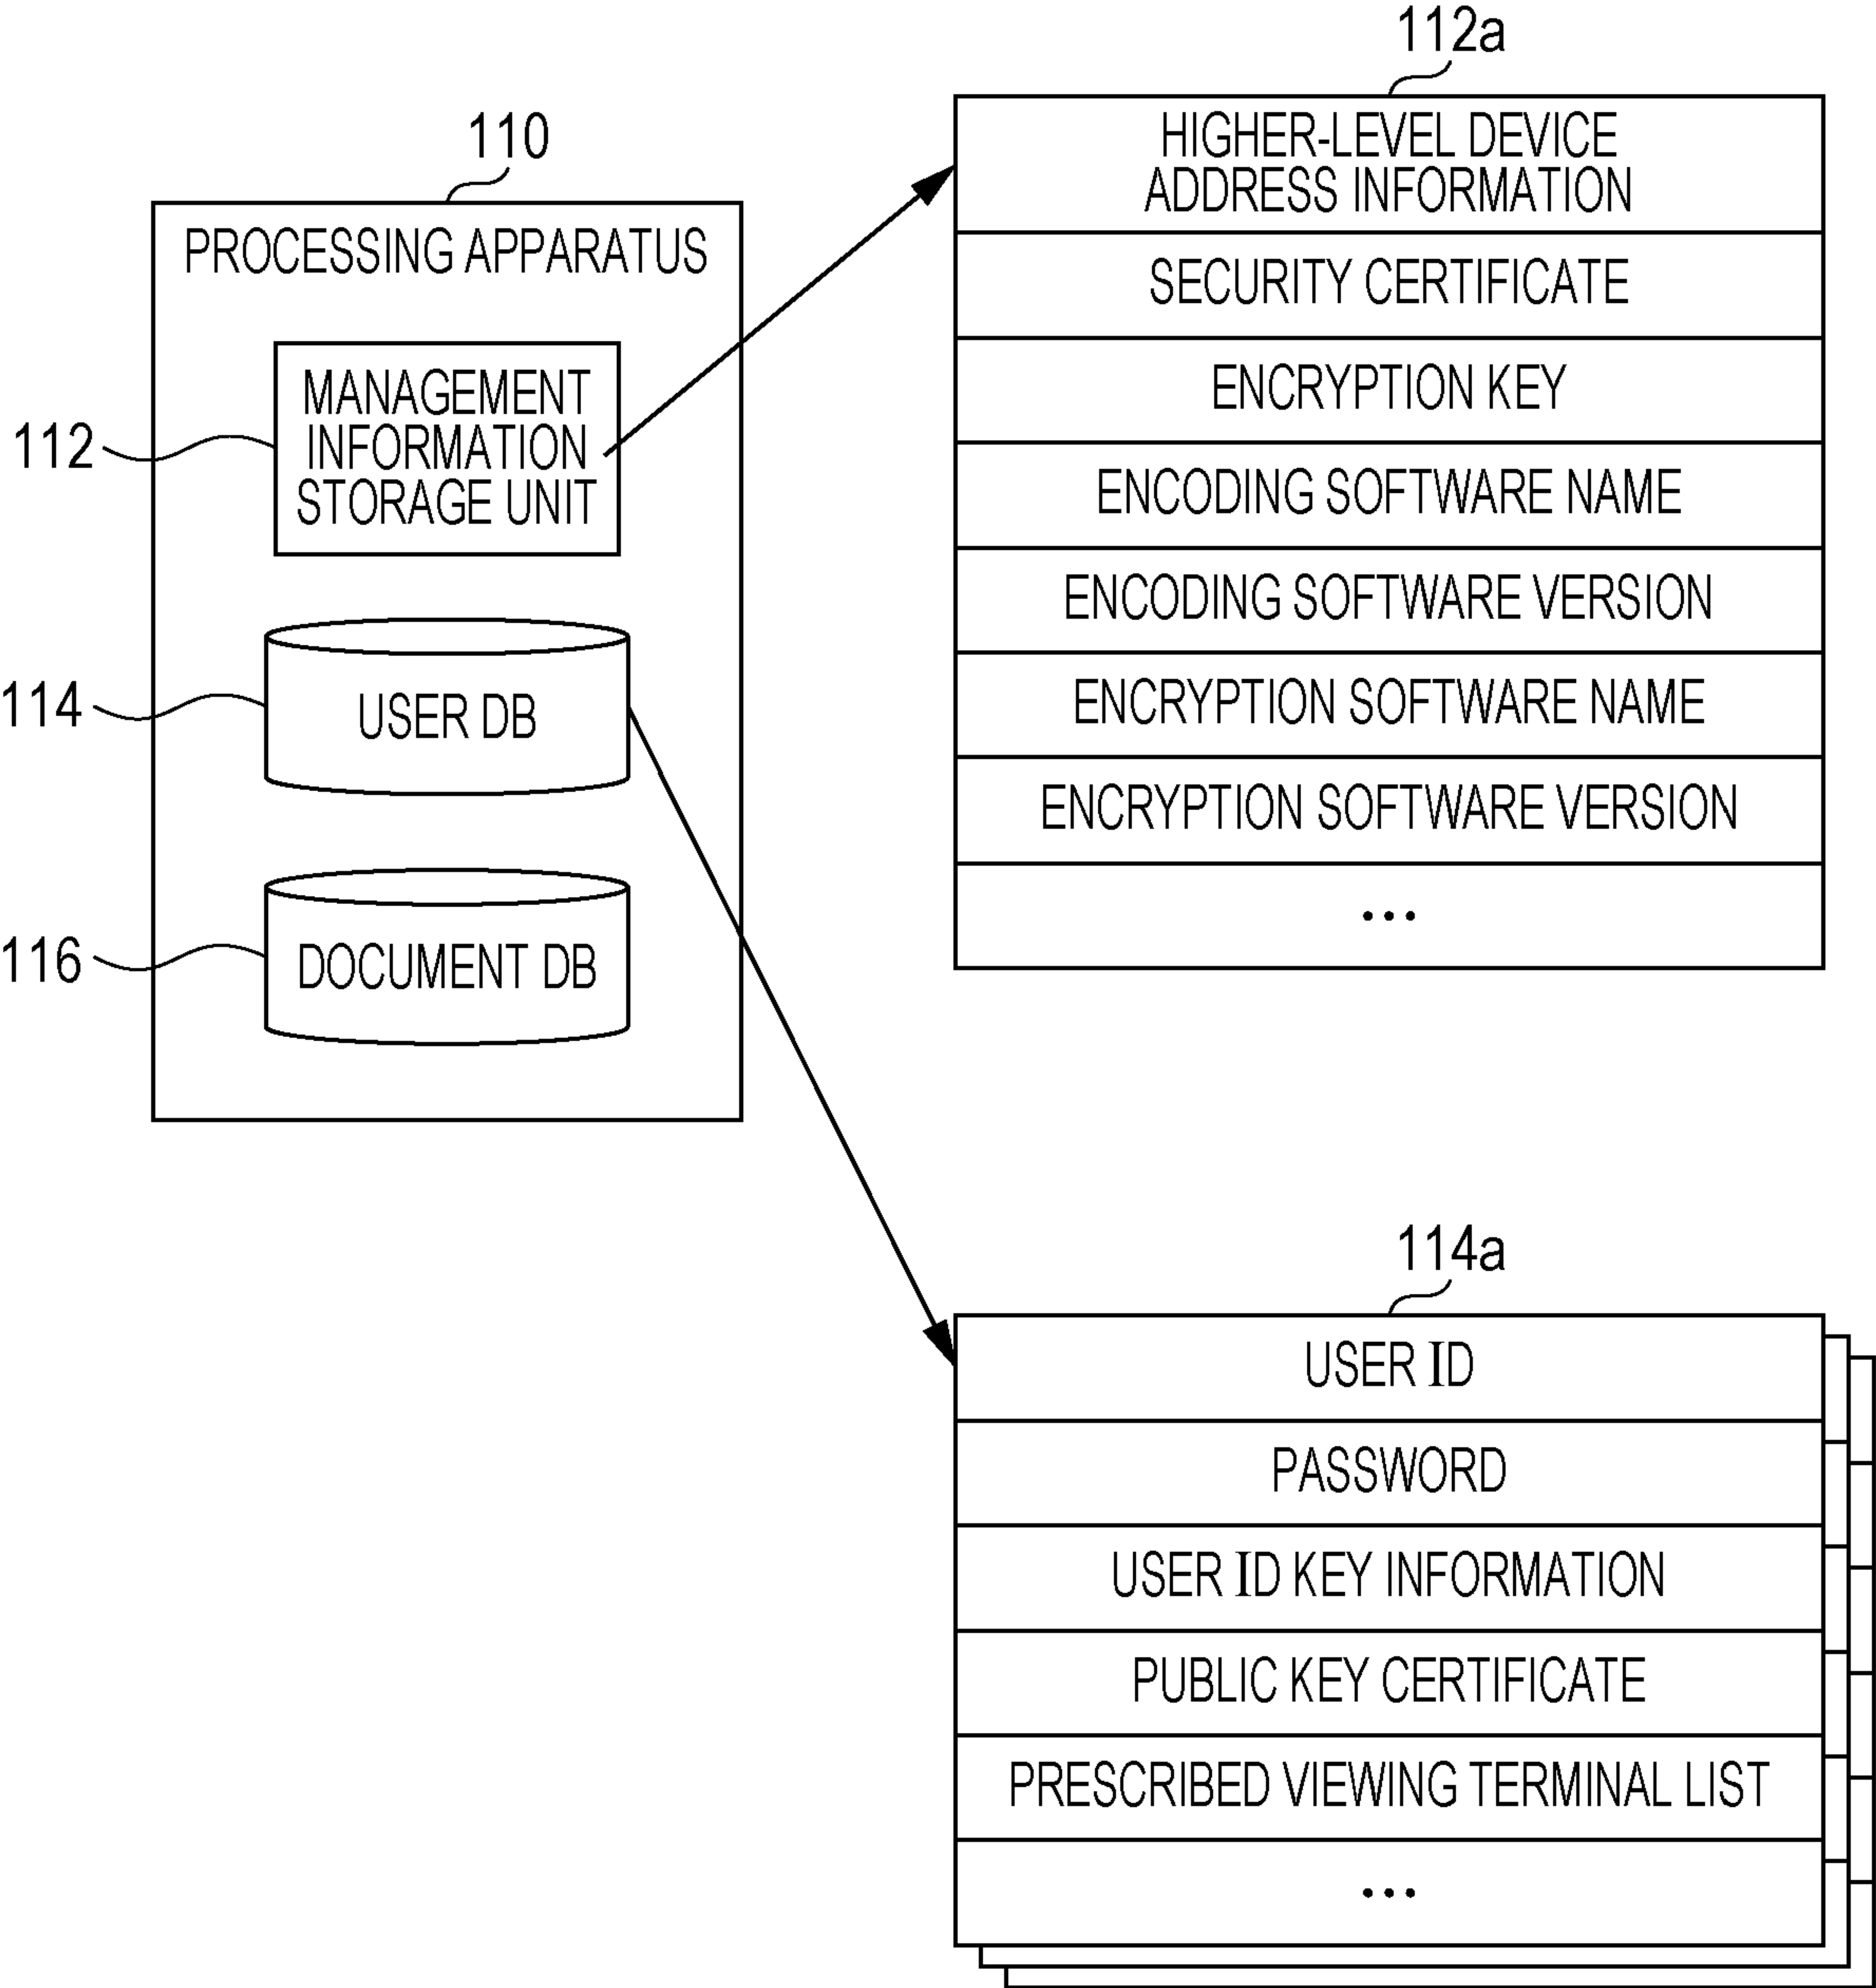 110
PROCESSING APPARATUS
112
MANAGEMENT
INFORMATION
STORAGE UNIT
114
USER DB
116
DOCUMENT DB
112a
HIGHER-LEVEL DEVICE
ADDRESS INFORMATION
SECURITY CERTIFICATE
ENCRYPTION KEY
ENCODING SOFTWARE NAME
ENCODING SOFTWARE VERSION
ENCRYPTION SOFTWARE NAME
ENCRYPTION SOFTWARE VERSION
...
114a
USER ID
PASSWORD
USER ID KEY INFORMATION
PUBLIC KEY CERTIFICATE
PRESCRIBED VIEWING TERMINAL LIST
...